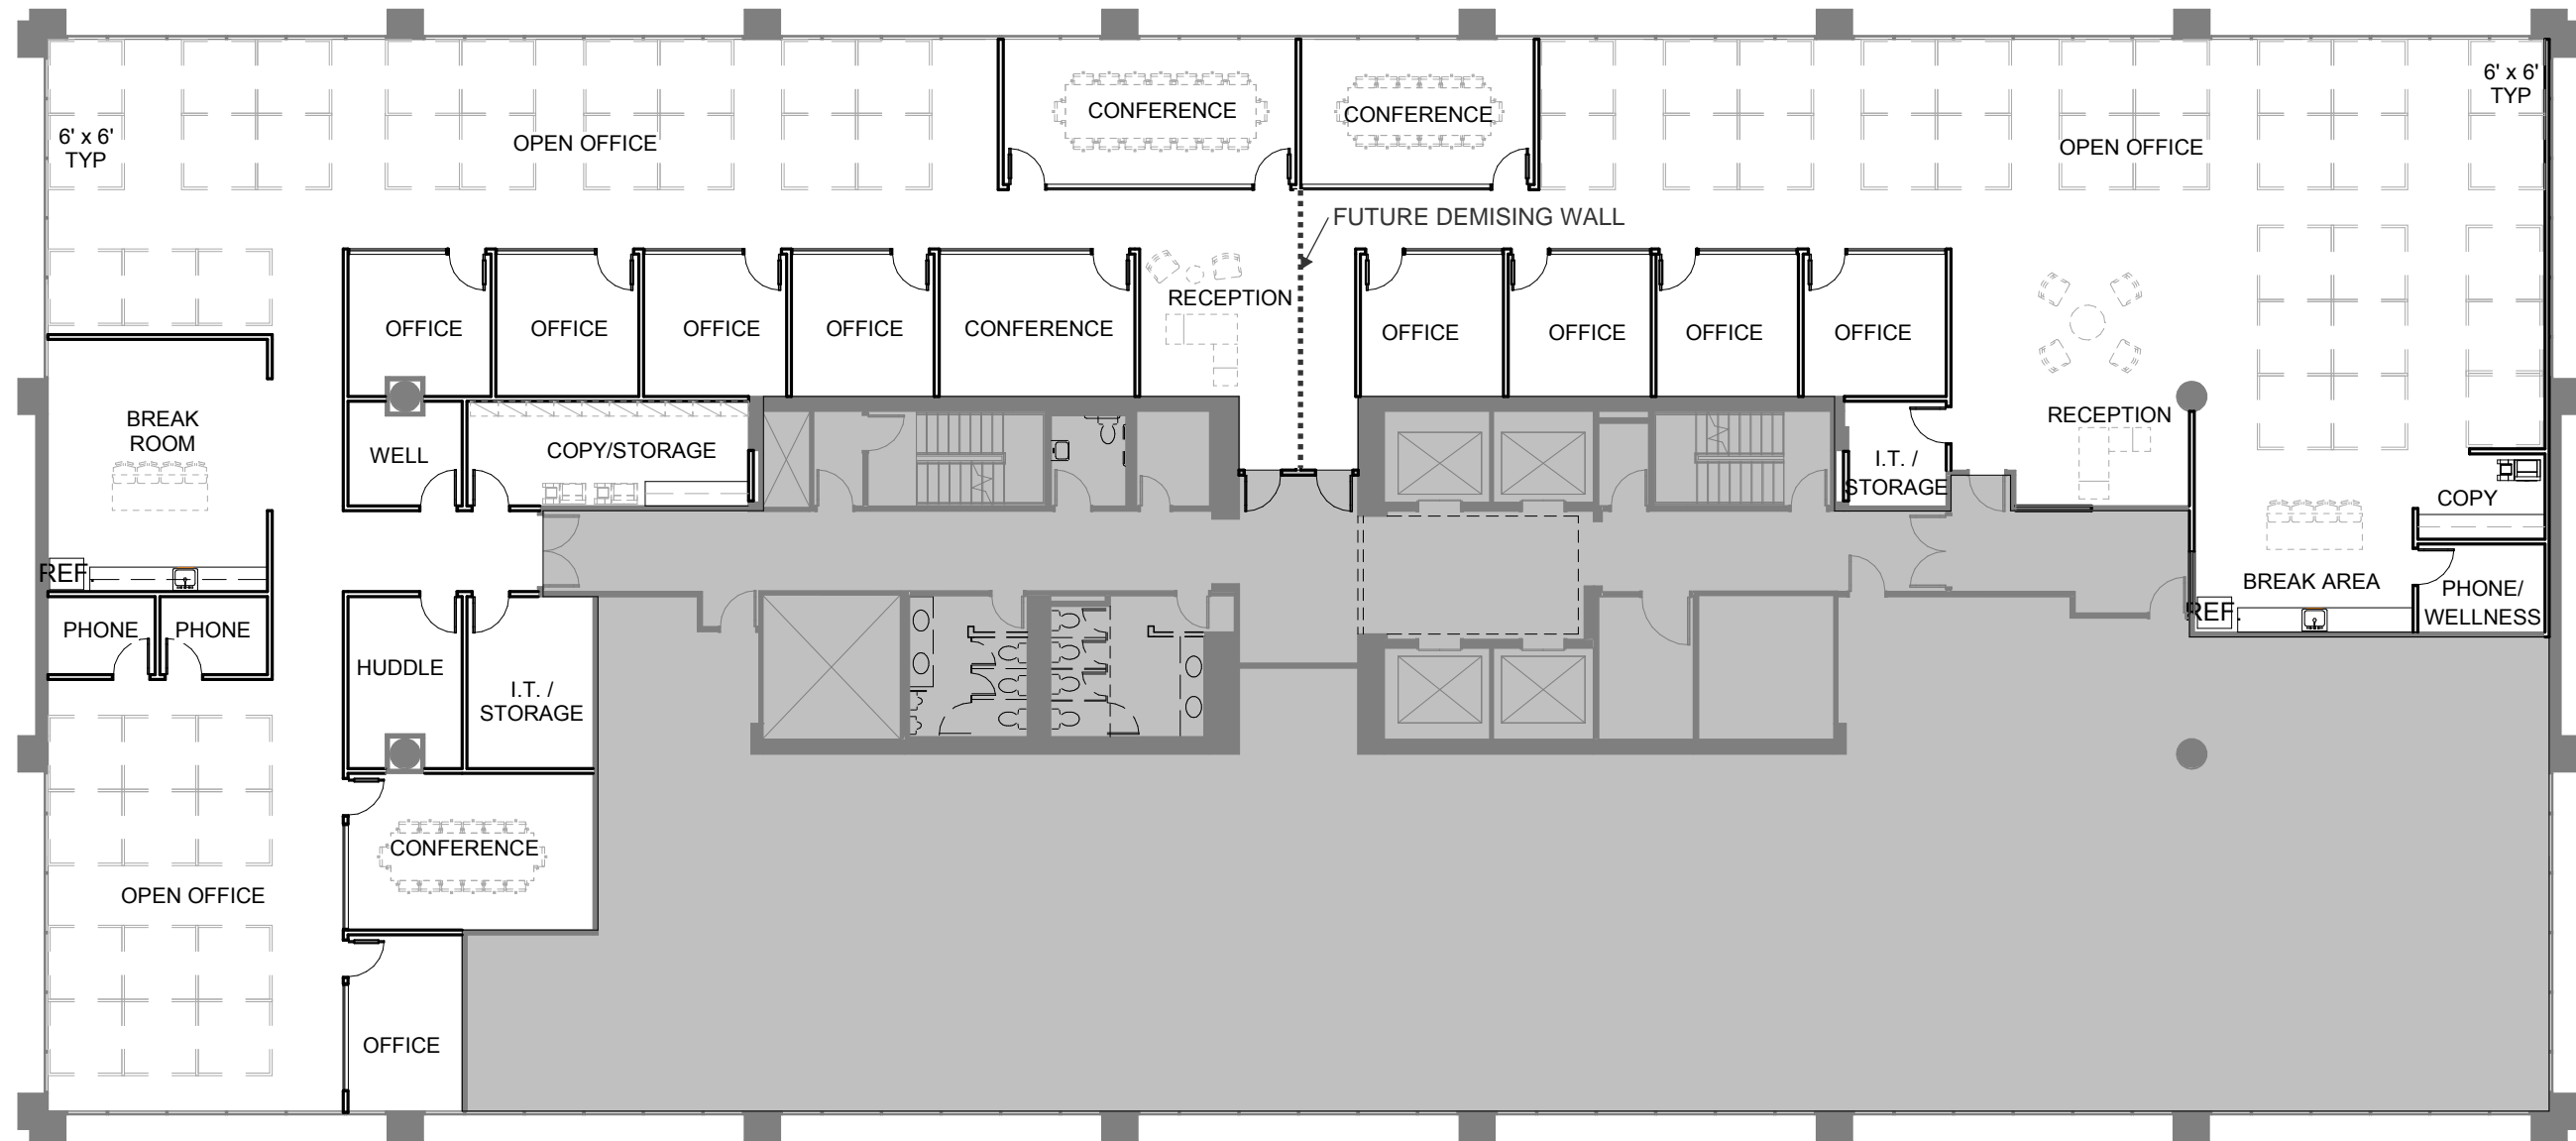 6' x 6'
TYP
OPEN OFFICE
CONFERENCE
CONFERENCE
OPEN OFFICE
6' x 6'
TYP
FUTURE DEMISING WALL
OFFICE
OFFICE
OFFICE
OFFICE
CONFERENCE
RECEPTION
OFFICE
OFFICE
OFFICE
OFFICE
BREAK
ROOM
WELL
COPY/STORAGE
I.T. /
STORAGE
RECEPTION
COPY
REF.
BREAK AREA
REF.
PHONE/
WELLNESS
PHONE
PHONE
HUDDLE
I.T. /
STORAGE
CONFERENCE
OPEN OFFICE
OFFICE